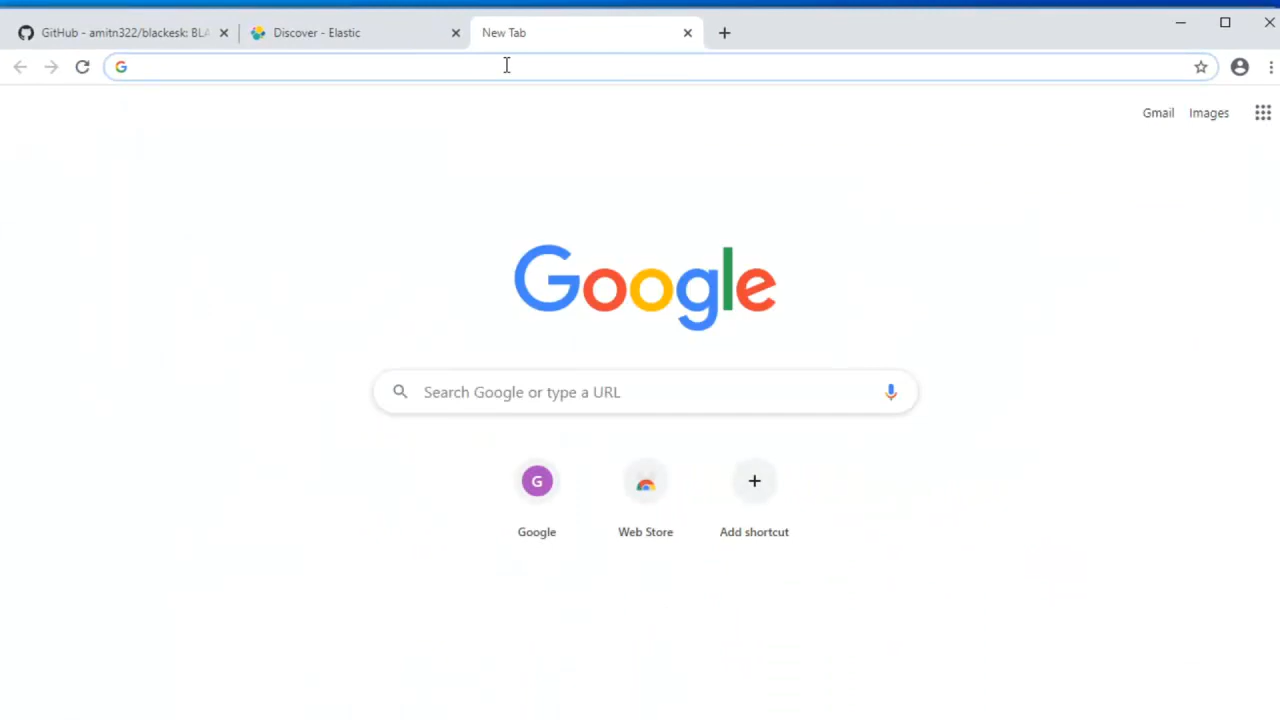 GitHub - amitn322/blackesk: BLA
Discover - Elastic
New Tab
Gmail Images
Google
Search Google or type a URL
G
Google Web Store Add shortcut